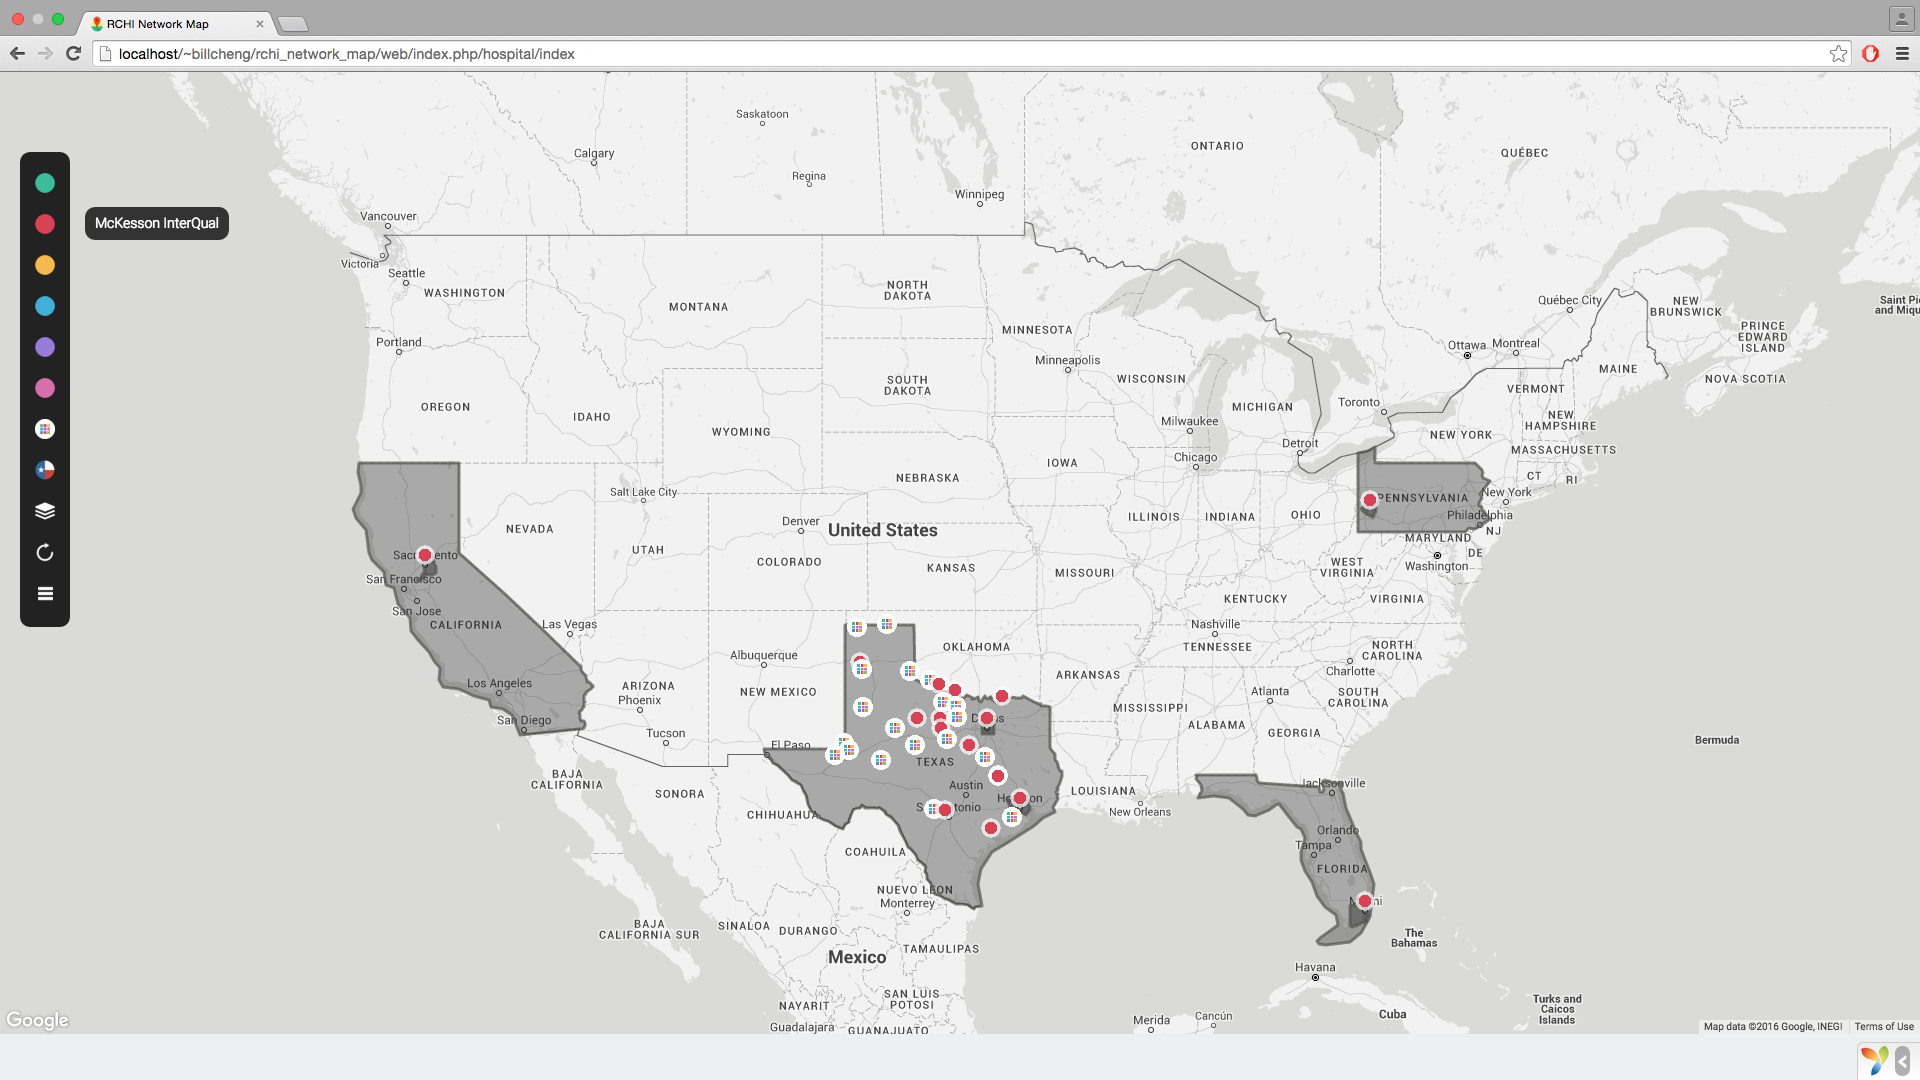 RCHI Network Map
localhost/~billcheng/rchi_network_map/web/index.php/hospital/index
McKesson InterQual
Saskatoon
Calgary
Regina
Winnipeg
ONTARIO
QUÉBEC
Vancouver
Victoria
Seattle
WASHINGTON
MONTANA
NORTH
DAKOTA
MINNESOTA
Québec City
NEW
BRUNSWICK
Saint Pi
and Miqu
PRINCE
EDWARD
ISLAND
Portland
Minneapolis
Ottawa
Montreal
MAINE
NOVA SCOTIA
SOUTH
DAKOTA
WISCONSIN
VERMONT
OREGON
IDAHO
MICHIGAN
Toronto
NEW
HAMPSHIRE
WYOMING
Milwaukee
Detroit
NEW YORK
MASSACHUSETTS
IOWA
Chicago
CT
RI
NEBRASKA
Salt Lake City
PENNSYLVANIA
New York
Philadelphia
NEVADA
Denver
United States
ILLINOIS
INDIANA
OHIO
NJ
MARYLAND
DE
UTAH
COLORADO
KANSAS
MISSOURI
WEST
VIRGINIA
Washington
Sac
ento
San Francisco
San Jose
CALIFORNIA
KENTUCKY
VIRGINIA
Las Vegas
Nashville
TENNESSEE
Albuquerque
OKLAHOMA
NORTH
CAROLINA
Charlotte
Los Angeles
ARIZONA
Phoenix
NEW MEXICO
ARKANSAS
Atlanta
SOUTH
CAROLINA
MISSISSIPPI
San Diego
D
s
ALABAMA
GEORGIA
Tucson
El Paso
TEXAS
Bermuda
BAJA
CALIFORNIA
SONORA
Austin
LOUISIANA
Jacksonville
CHIHUAHUA
S
tonio
H
on
New Orleans
Orlando
Tampa
COAHUILA
FLORIDA
NUEVO LEON
Monterrey
M
ni
BAJA
CALIFORNIA SUR
SINALOA
DURANGO
TAMAULIPAS
The
Bahamas
Mexico
Havana
NAYARIT
SAN LUIS
POTOSI
Turks and
Caicos
Islands
Guadalajara
GUANAJUATO
Merida
Cancún
Cuba
Google
Map data ©2016 Google, INEGI
Terms of Use